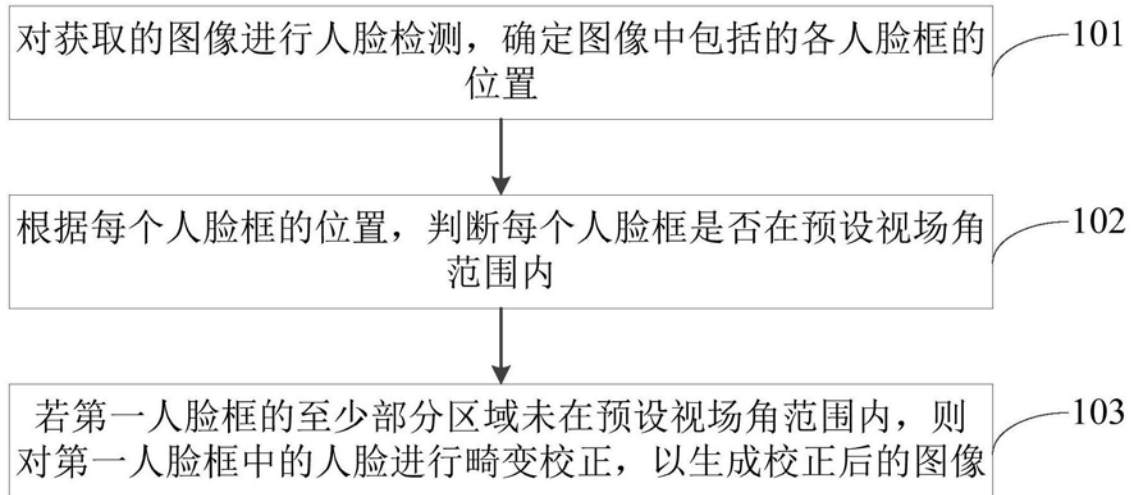 对获取的图像进行人脸检测，确定图像中包括的各人脸框的
位置
101
根据每个人脸框的位置，判断每个人脸框是否在预设视场角
范围内
102
若第一人脸框的至少部分区域未在预设视场角范围内，则
对第一人脸框中的人脸进行畸变校正，以生成校正后的图像
103